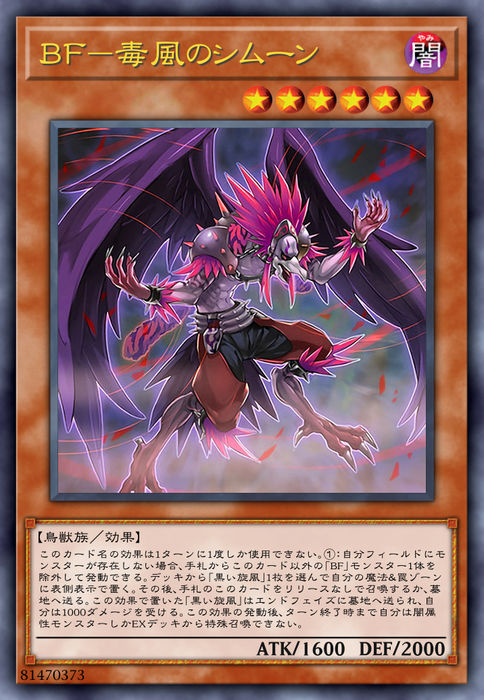 BF－毒風のシムーン
やみ
闇
【鳥獣族／効果】
このカード名の効果は1ターンに1度しか使用できない。①：自分フィールドにモ
ンスターが存在しない場合、手札からこのカード以外の「BF」モンスター1体を
除外して発動できる。デッキから「黒い旋風」1枚を選んで自分の魔法&罠ゾーン
に表側表示で置く。その後、手札のこのカードをリリースなしで召喚するか、墓
地へ送る。この効果で置いた「黒い旋風」はエンドフェイズに墓地へ送られ、自
分は1000ダメージを受ける。この効果の発動後、ターン終了時まで自分は闇属
性モンスターしかEXデッキから特殊召喚できない。
ATK/1600 DEF/2000
81470373